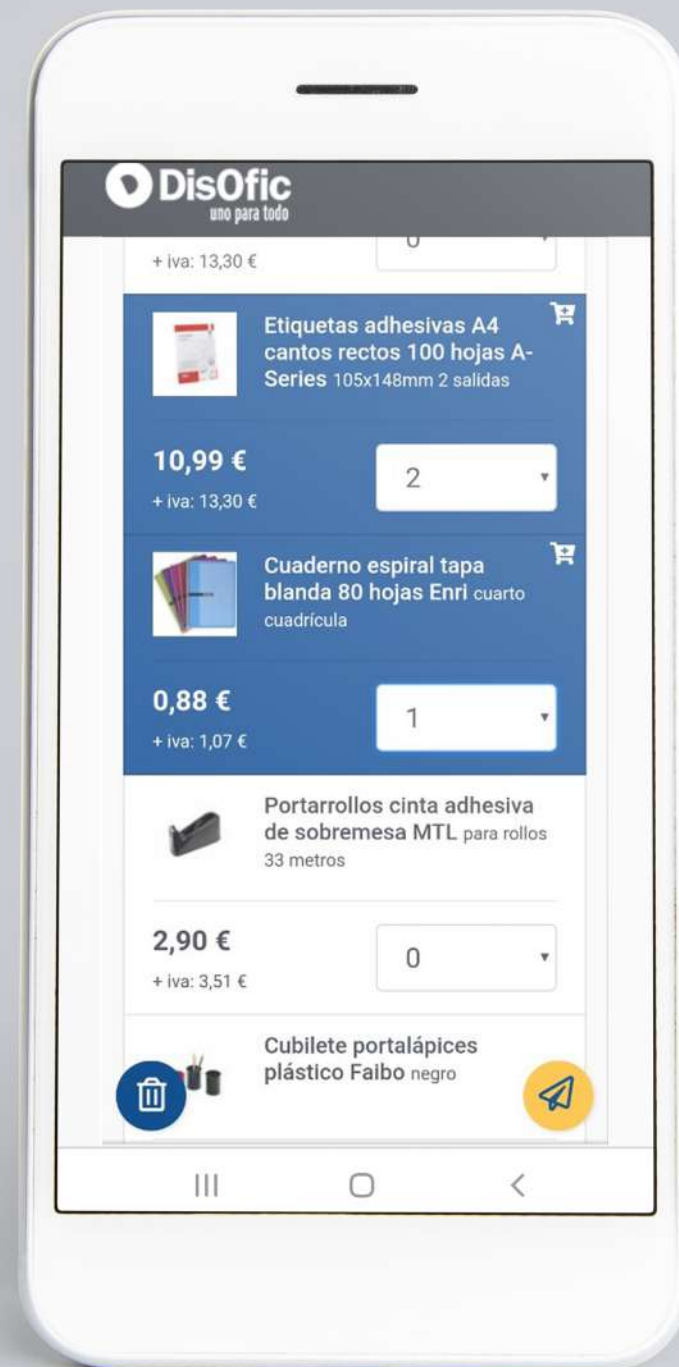 DisOfic
uno para todo
+ iva: 13,30 €
0
Etiquetas adhesivas A4
cantos rectos 100 hojas A-
Series 105x148mm 2 salidas
10,99 €
2
+ iva: 13,30 €
Cuaderno espiral tapa
blanda 80 hojas Enri cuarto
cuadrícula
0,88 €
1
+ iva: 1,07 €
Portarrollos cinta adhesiva
de sobremesa MTL para rollos
33 metros
2,90 €
0
+ iva: 3,51 €
Cubilete portalápices
plástico Faibo negro